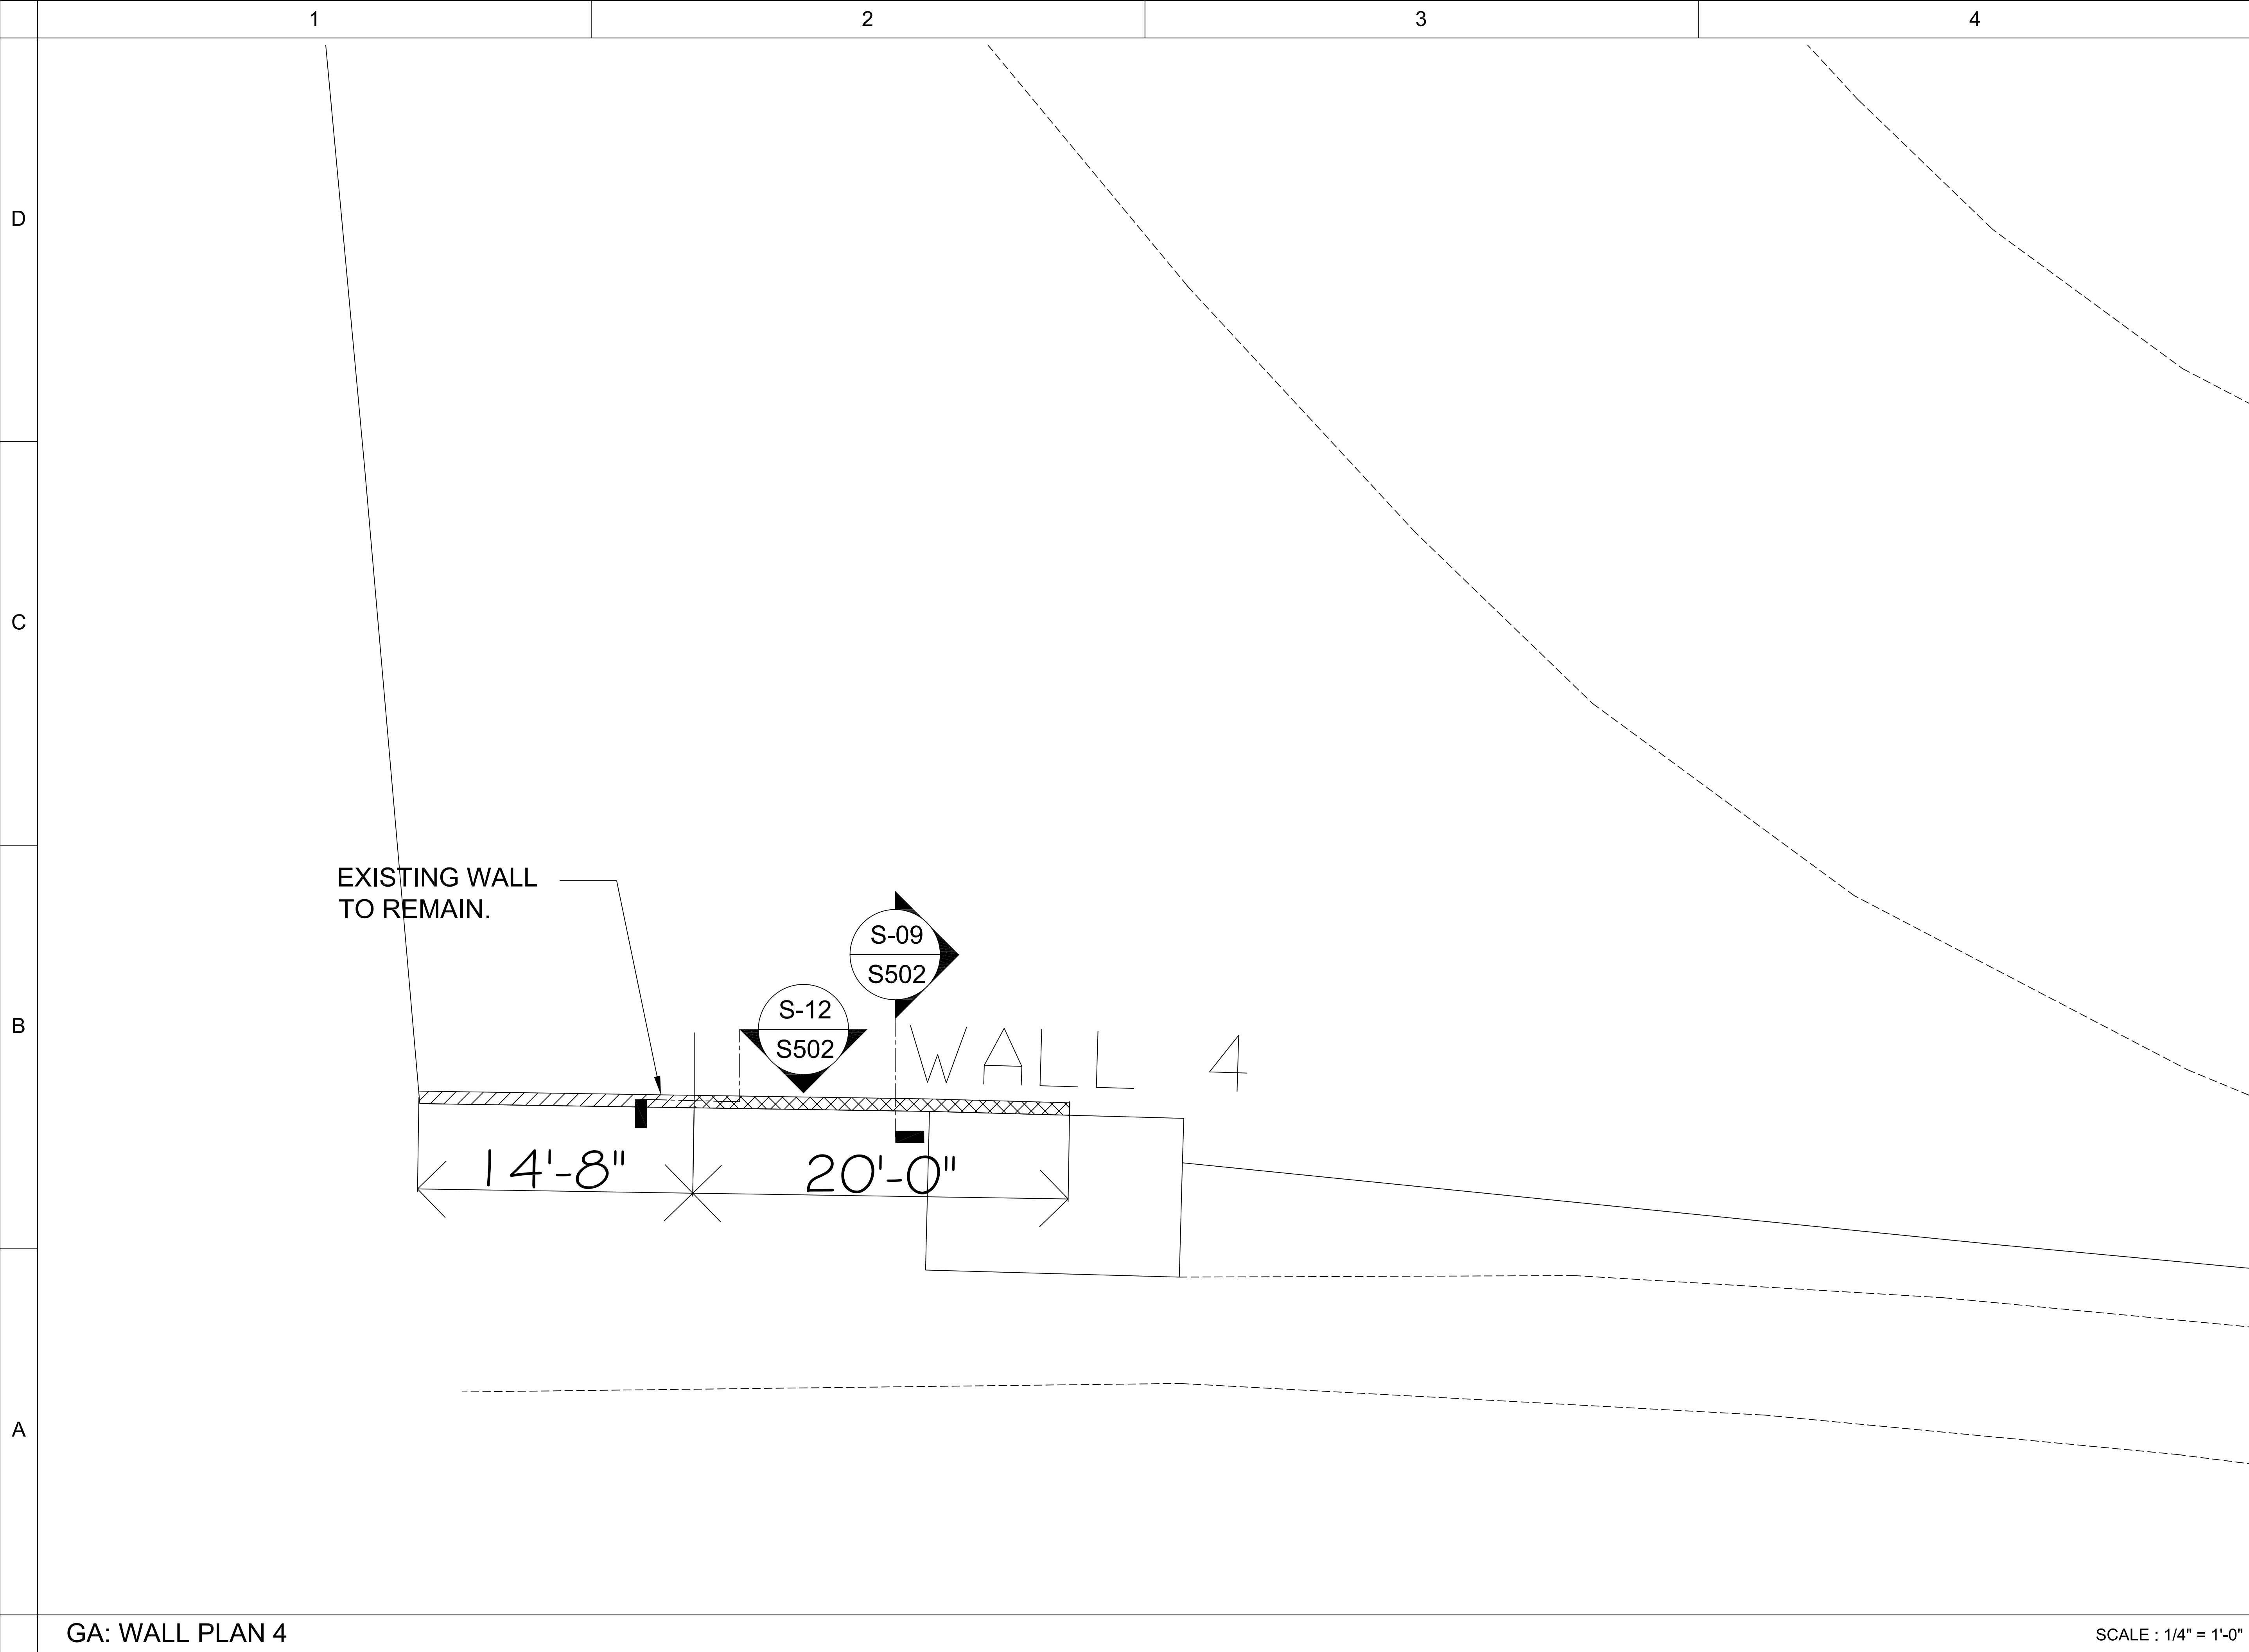 1
2
3
4
D
C
B
A
EXISTING WALL
TO REMAIN.
S-09
S502
S-12
S502
WALL 4
14'-8"
20'-0"
GA: WALL PLAN 4
SCALE : 1/4" = 1'-0"